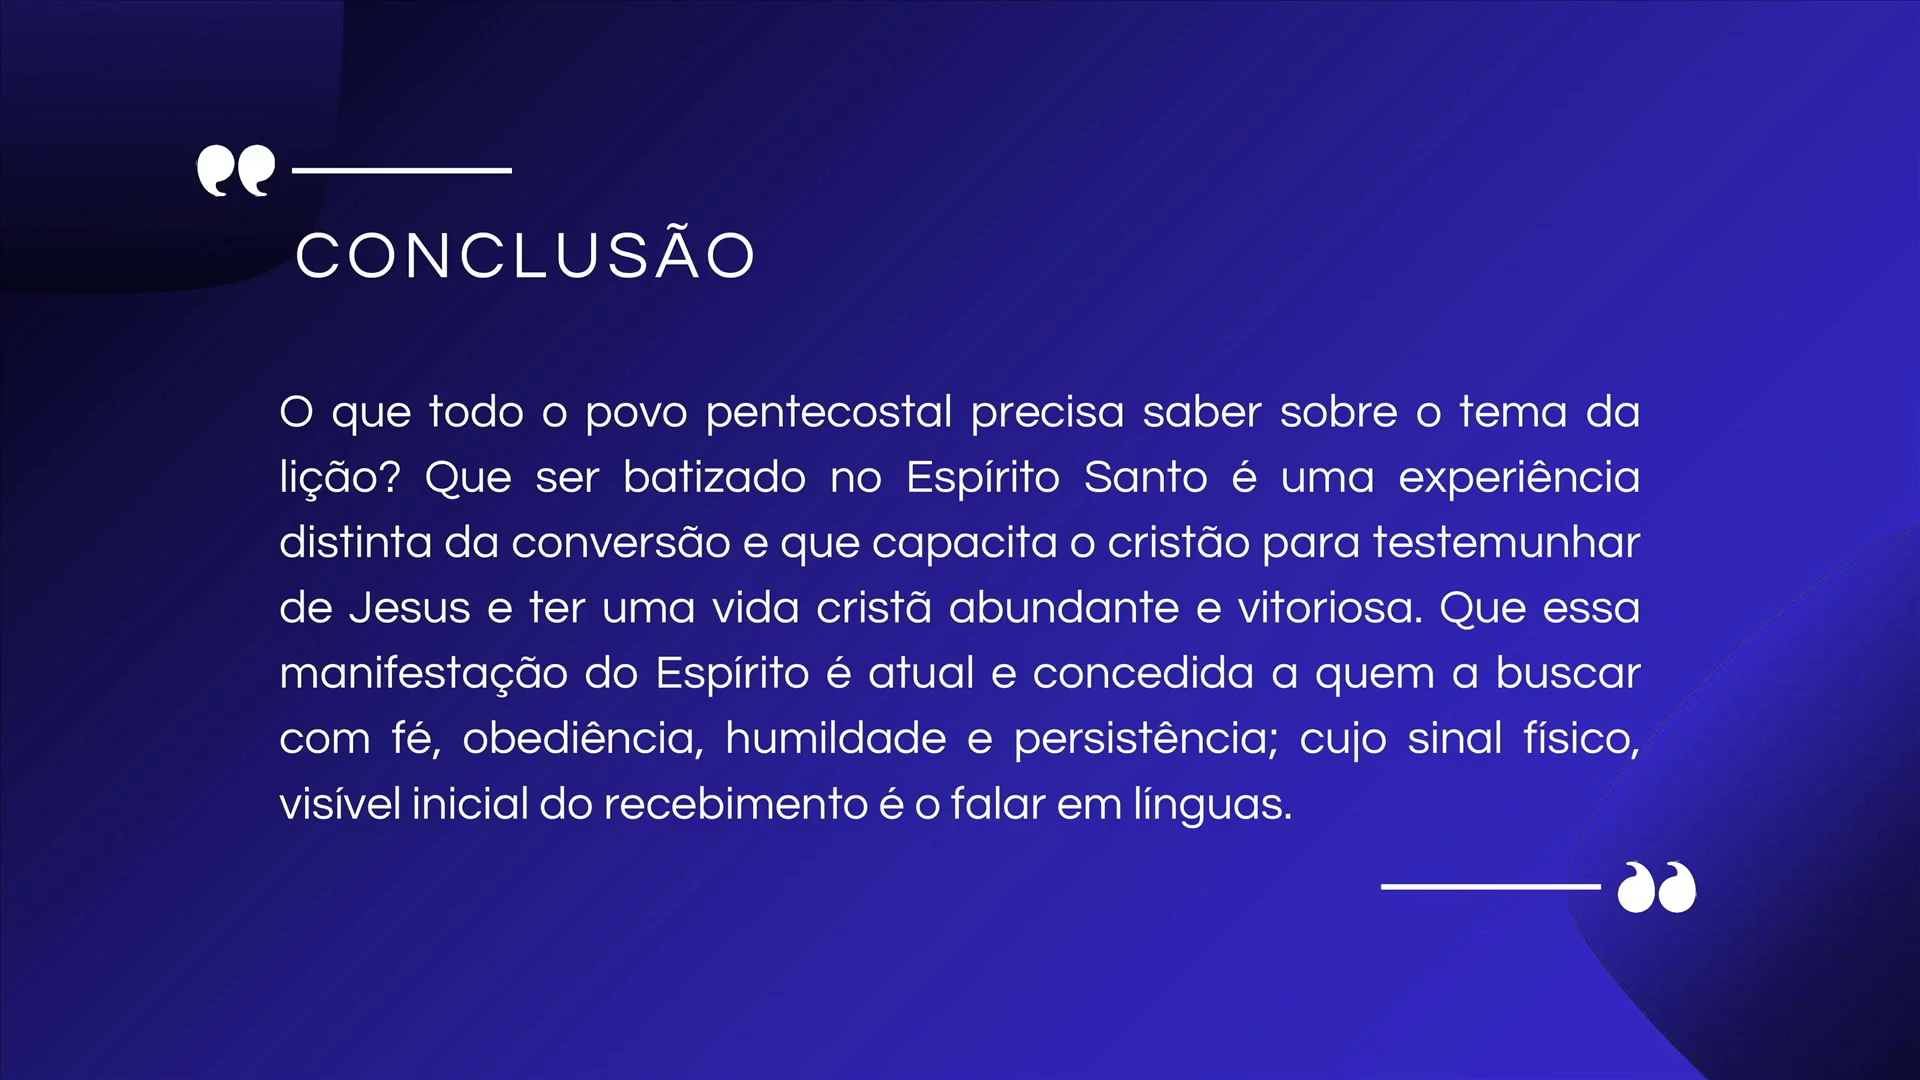 CONCLUSÃO
O que todo o povo pentecostal precisa saber sobre o tema da
lição? Que ser batizado no Espírito Santo é uma experiência
distinta da conversão e que capacita o cristão para testemunhar
de Jesus e ter uma vida cristã abundante e vitoriosa. Que essa
manifestação do Espírito é atual e concedida a quem a buscar
com fé, obediência, humildade e persistência; cujo sinal físico,
visível inicial do recebimento é o falar em línguas.